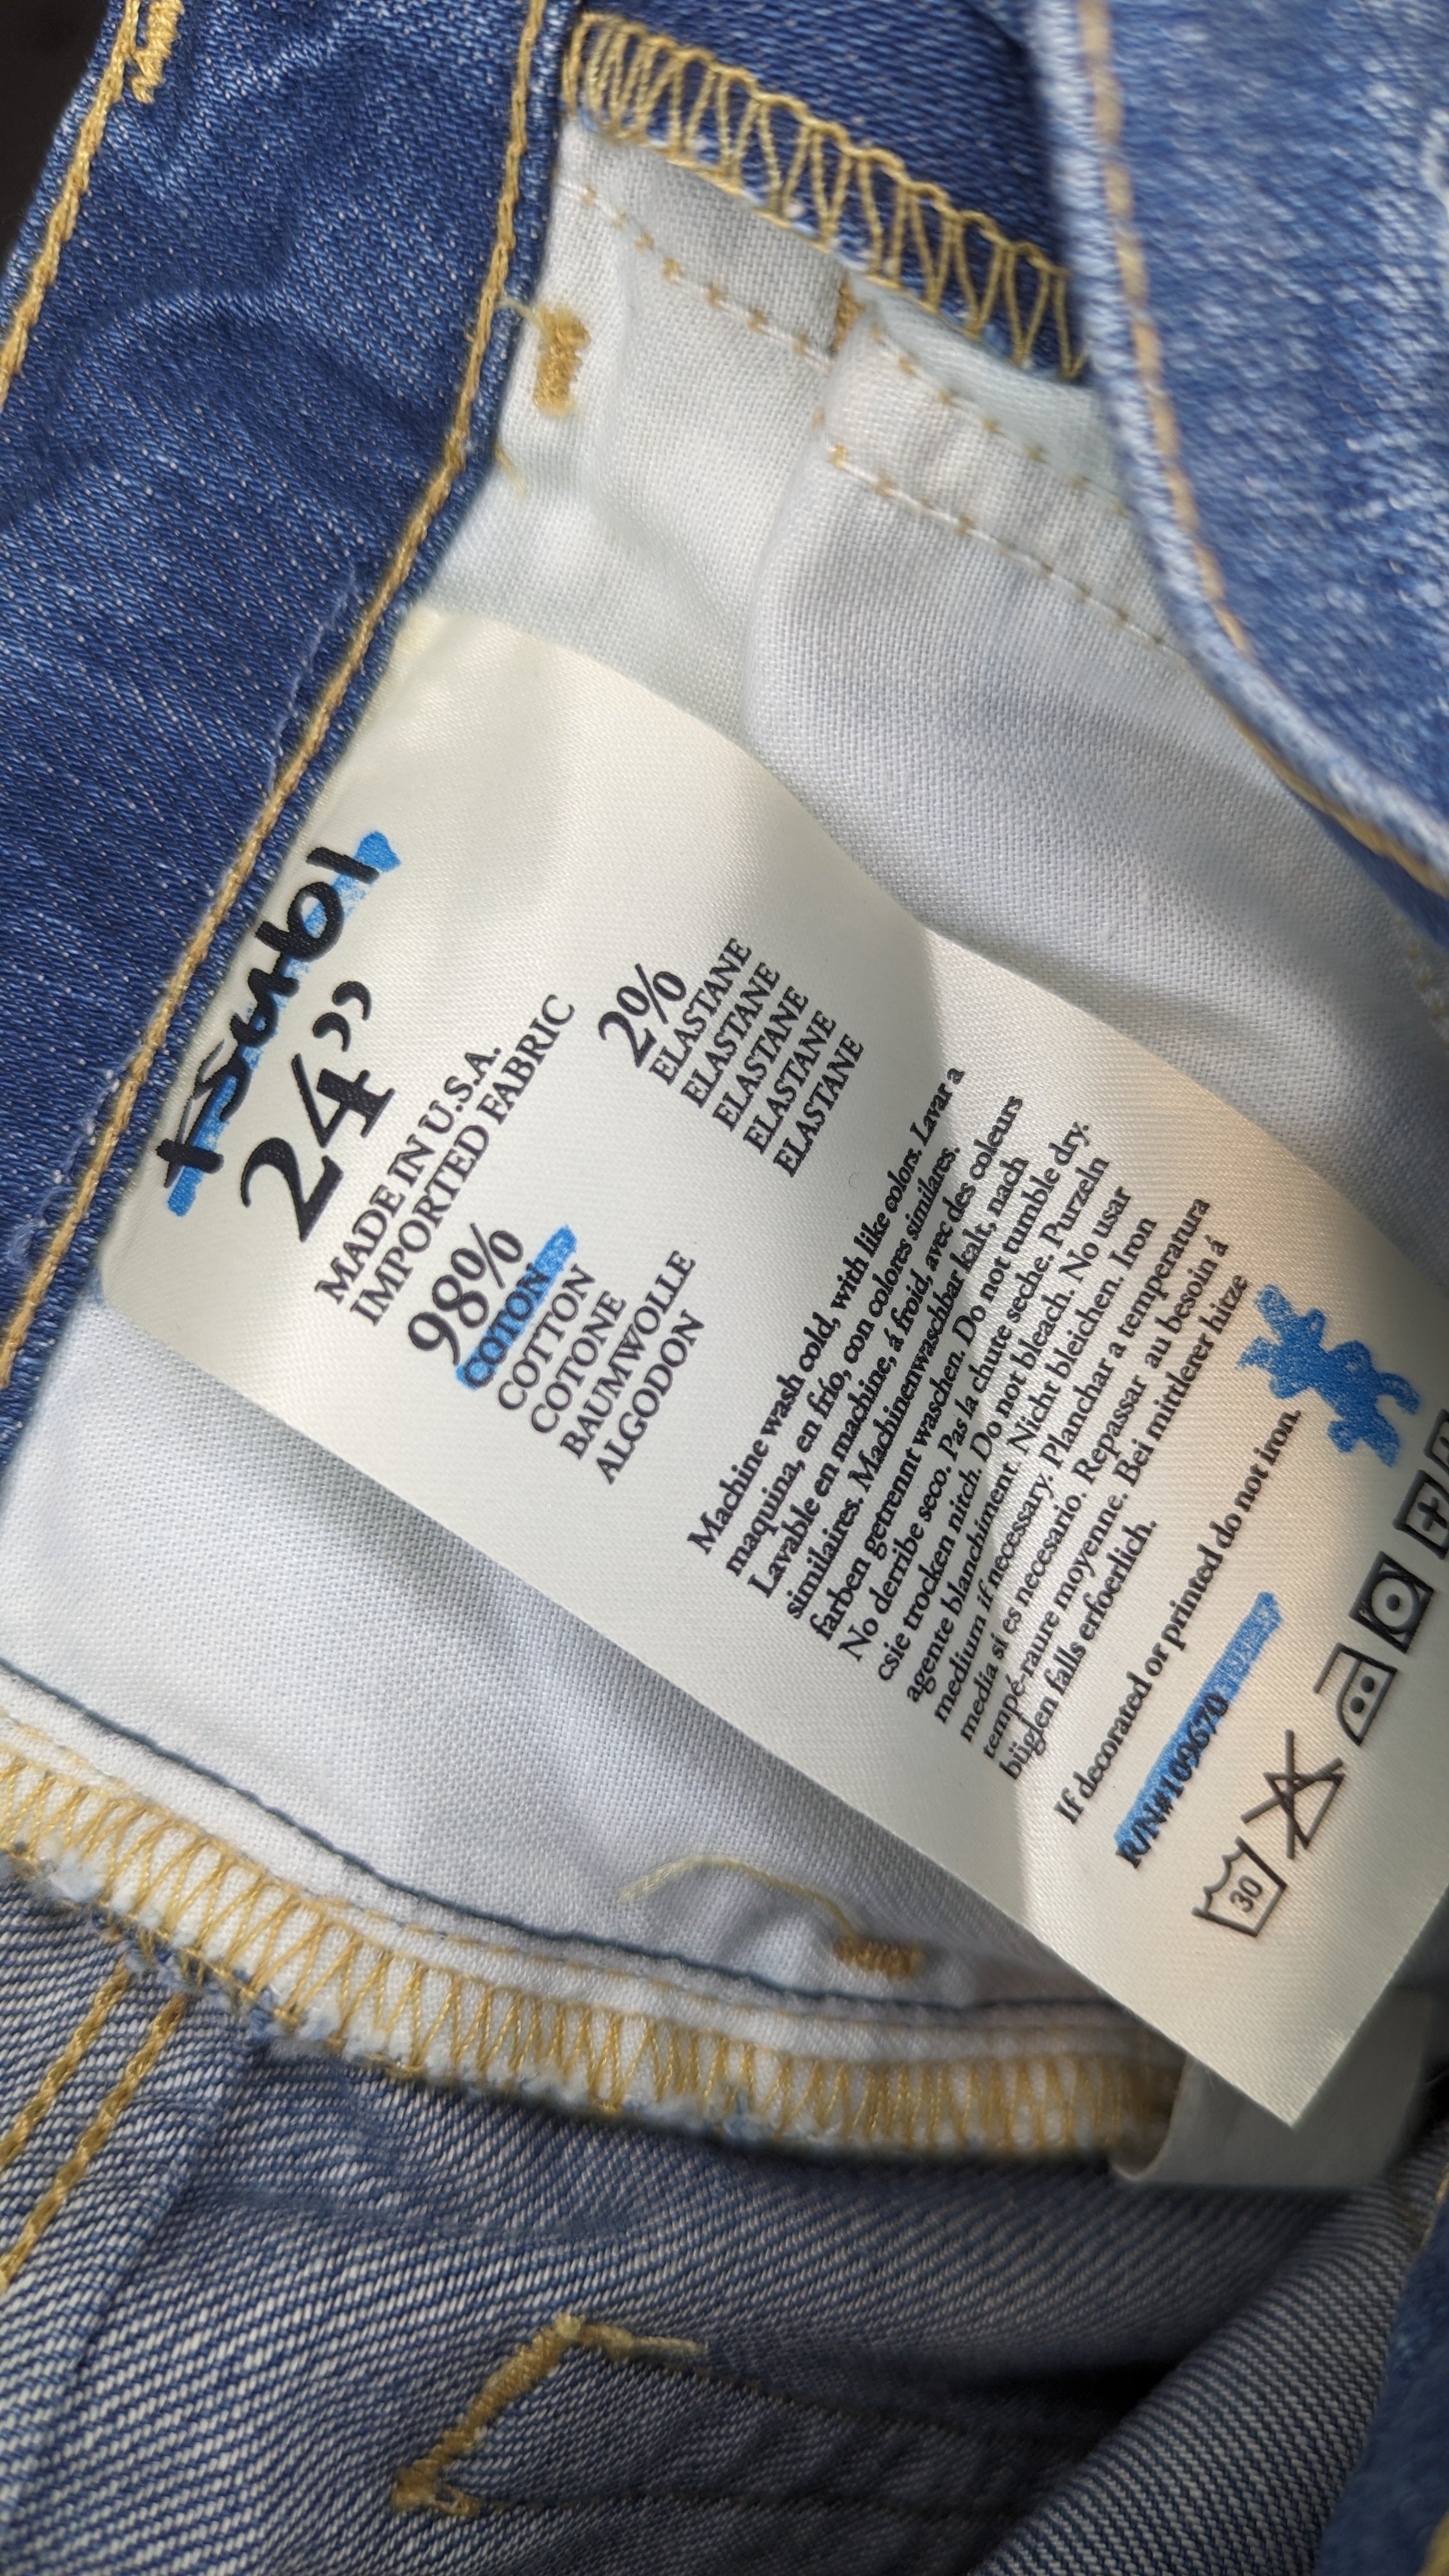 tsubi
24”
MADE IN U.S.A.
IMPORTED FABRIC
98%
COTON
COTTON
COTONE
BAUMWOLLE
ALGODON
2%
ELASTANE
ELASTANE
ELASTANE
ELASTANE
ELASTANE
Machine wash cold, with like colors. Lavar a
maquina, en frío, con colores similares.
Lavable en machine, á froid, avec des coleurs
similaires. Machinenwaschbar kalt, nach
farben getrennt waschen. Do not tumble dry.
No derribe seco. Pas la chute seche. Purzeln
csie trocken nitch. Do not bleach. No usar
agente blanchiment. Nicht bleichen. Iron
medium if necessary. Planchar a temperatura
media si es necesario. Repassar au besoin á
tempé-raure moyenne. Bei mittlerer hitze
büglen falls erfoerlich.
If decorated or printed do not iron.
R/N#109670
30